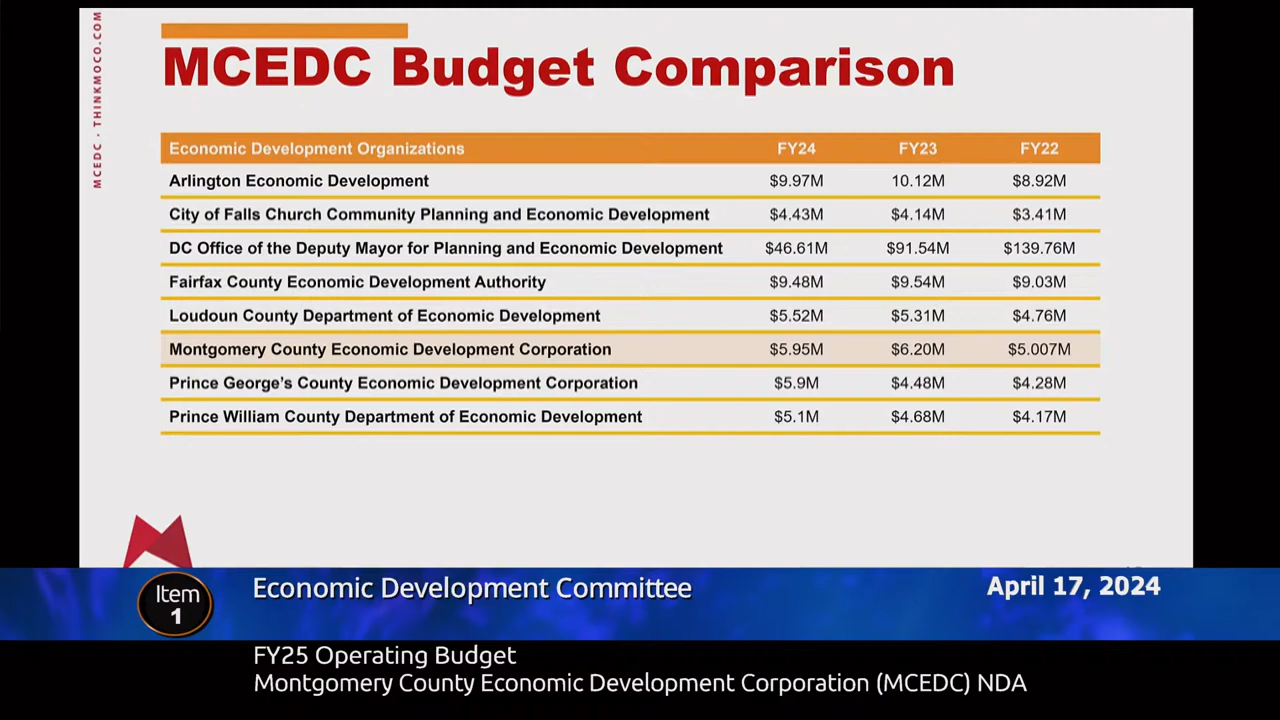 MCEDC · THINKMOCO.COM
MCEDC Budget Comparison
Economic Development Organizations FY24 FY23 FY22
Arlington Economic Development $9.97M 10.12M $8.92M
City of Falls Church Community Planning and Economic Development $4.43M $4.14M $3.41M
DC Office of the Deputy Mayor for Planning and Economic Development $46.61M $91.54M $139.76M
Fairfax County Economic Development Authority $9.48M $9.54M $9.03M
Loudoun County Department of Economic Development $5.52M $5.31M $4.76M
Montgomery County Economic Development Corporation $5.95M $6.20M $5.007M
Prince George's County Economic Development Corporation $5.9M $4.48M $4.28M
Prince William County Department of Economic Development $5.1M $4.68M $4.17M
Item
1
Economic Development Committee
April 17, 2024
FY25 Operating Budget
Montgomery County Economic Development Corporation (MCEDC) NDA